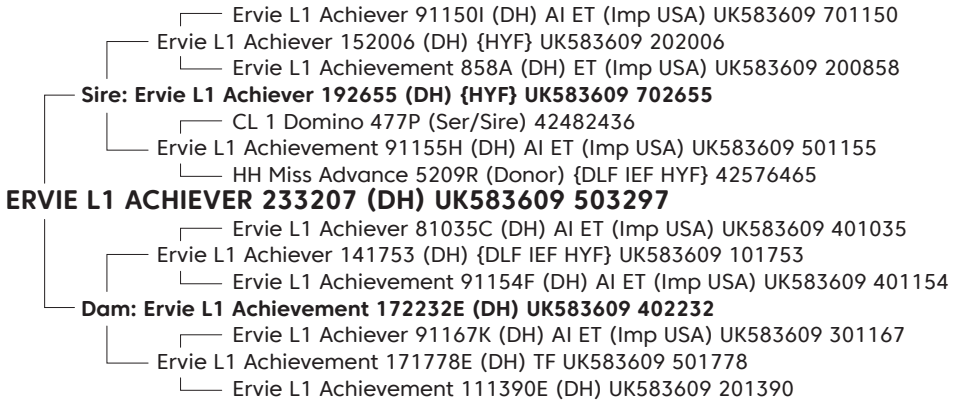 Ervie L1 Achiever 91150I (DH) AI ET (Imp USA) UK583609 701150
Ervie L1 Achiever 152006 (DH) {HYF} UK583609 202006
Ervie L1 Achievement 858A (DH) ET (Imp USA) UK583609 200858
Sire: Ervie L1 Achiever 192655 (DH) {HYF} UK583609 702655
CL 1 Domino 477P (Ser/Sire) 42482436
Ervie L1 Achievement 91155H (DH) AI ET (Imp USA) UK583609 501155
HH Miss Advance 5209R (Donor) {DLF IEF HYF} 42576465
ERVIE L1 ACHIEVER 233207 (DH) UK583609 503297
Ervie L1 Achiever 81035C (DH) AI ET (Imp USA) UK583609 401035
Ervie L1 Achiever 141753 (DH) {DLF IEF HYF} UK583609 101753
Ervie L1 Achievement 91154F (DH) AI ET (Imp USA) UK583609 401154
Dam: Ervie L1 Achievement 172232E (DH) UK583609 402232
Ervie L1 Achiever 91167K (DH) AI ET (Imp USA) UK583609 301167
Ervie L1 Achievement 171778E (DH) TF UK583609 501778
Ervie L1 Achievement 111390E (DH) UK583609 201390